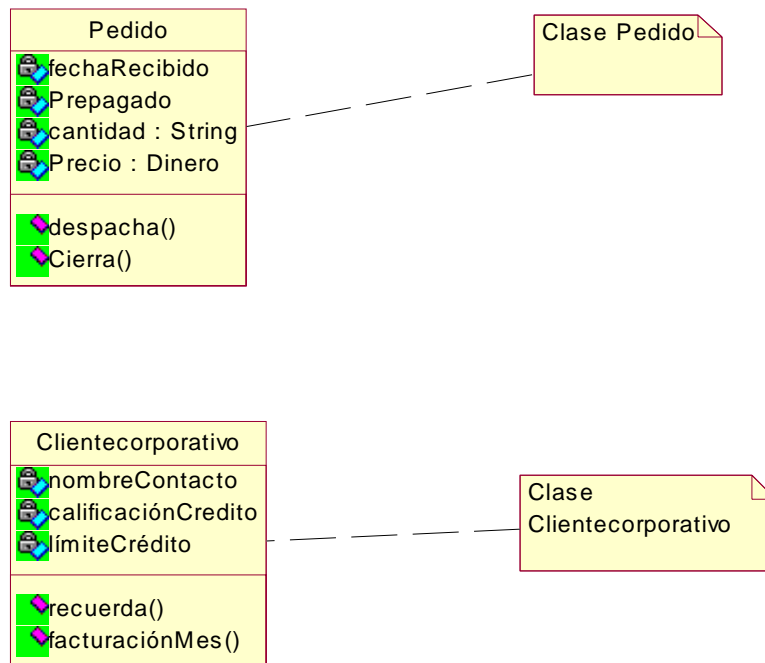 Pedido
fechaRecibido
Prepagado
cantidad : String
Precio : Dinero
despacha()
Cierra()
Clase Pedido
Clientecorporativo
nombreContacto
calificaciónCredito
límiteCrédito
recuerda()
facturaciónMes()
Clase
Clientecorporativo